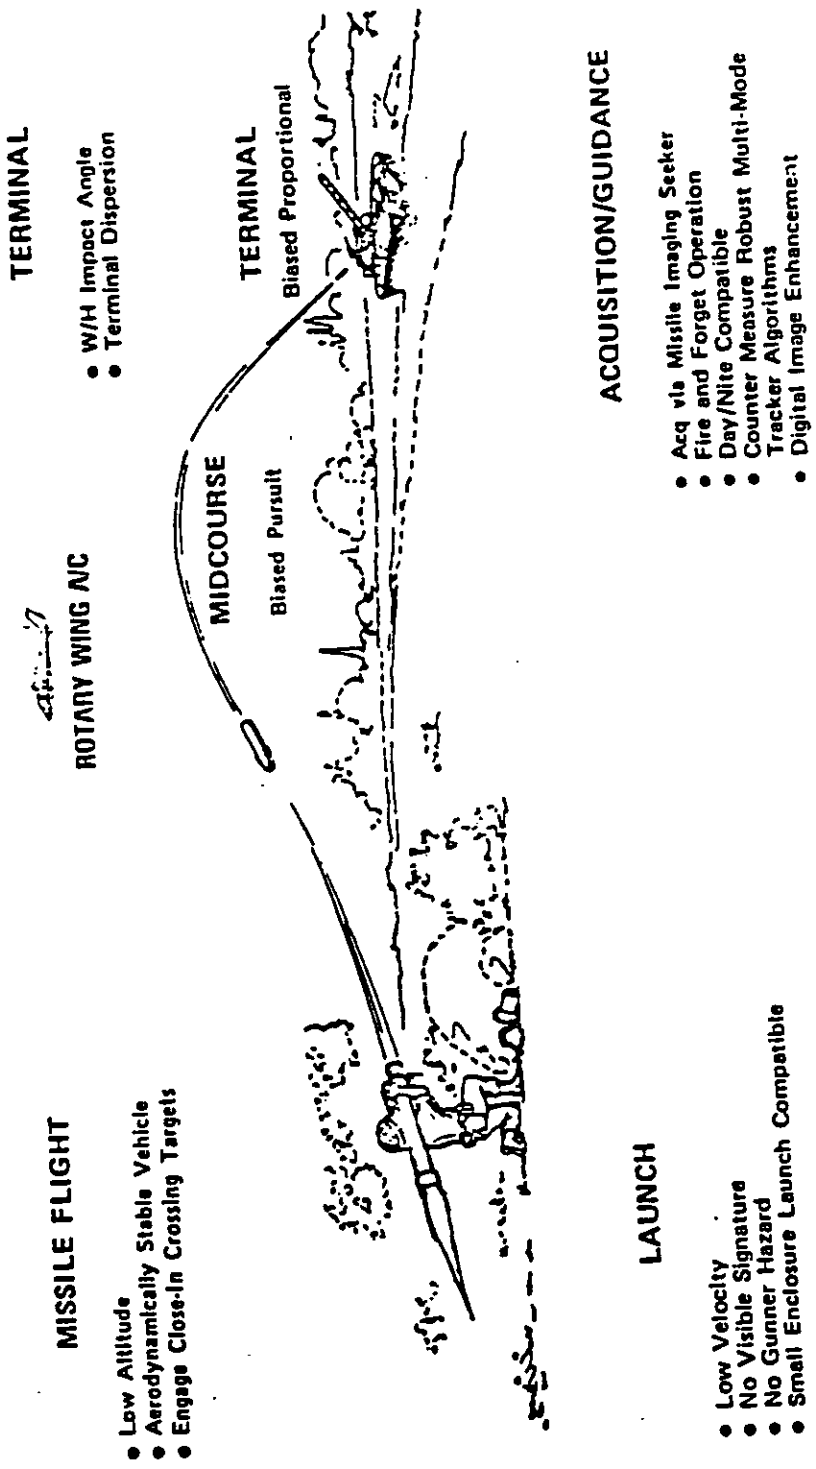 MISSILE FLIGHT
● Low Altitude
● Aerodynamically Stable Vehicle
● Engage Close-In Crossing Targets
ROTARY WING A/C
TERMINAL
● W/H Impact Angle
● Terminal Dispersion
MIDCOURSE
Biased Pursuit
TERMINAL
Biased Proportional
LAUNCH
● Low Velocity
● No Visible Signature
● No Gunner Hazard
● Small Enclosure Launch Compatible
ACQUISITION/GUIDANCE
● Acq via Missile Imaging Seeker
● Fire and Forget Operation
● Day/Nite Compatible
● Counter Measure Robust Multi-Mode
Tracker Algorithms
● Digital Image Enhancement